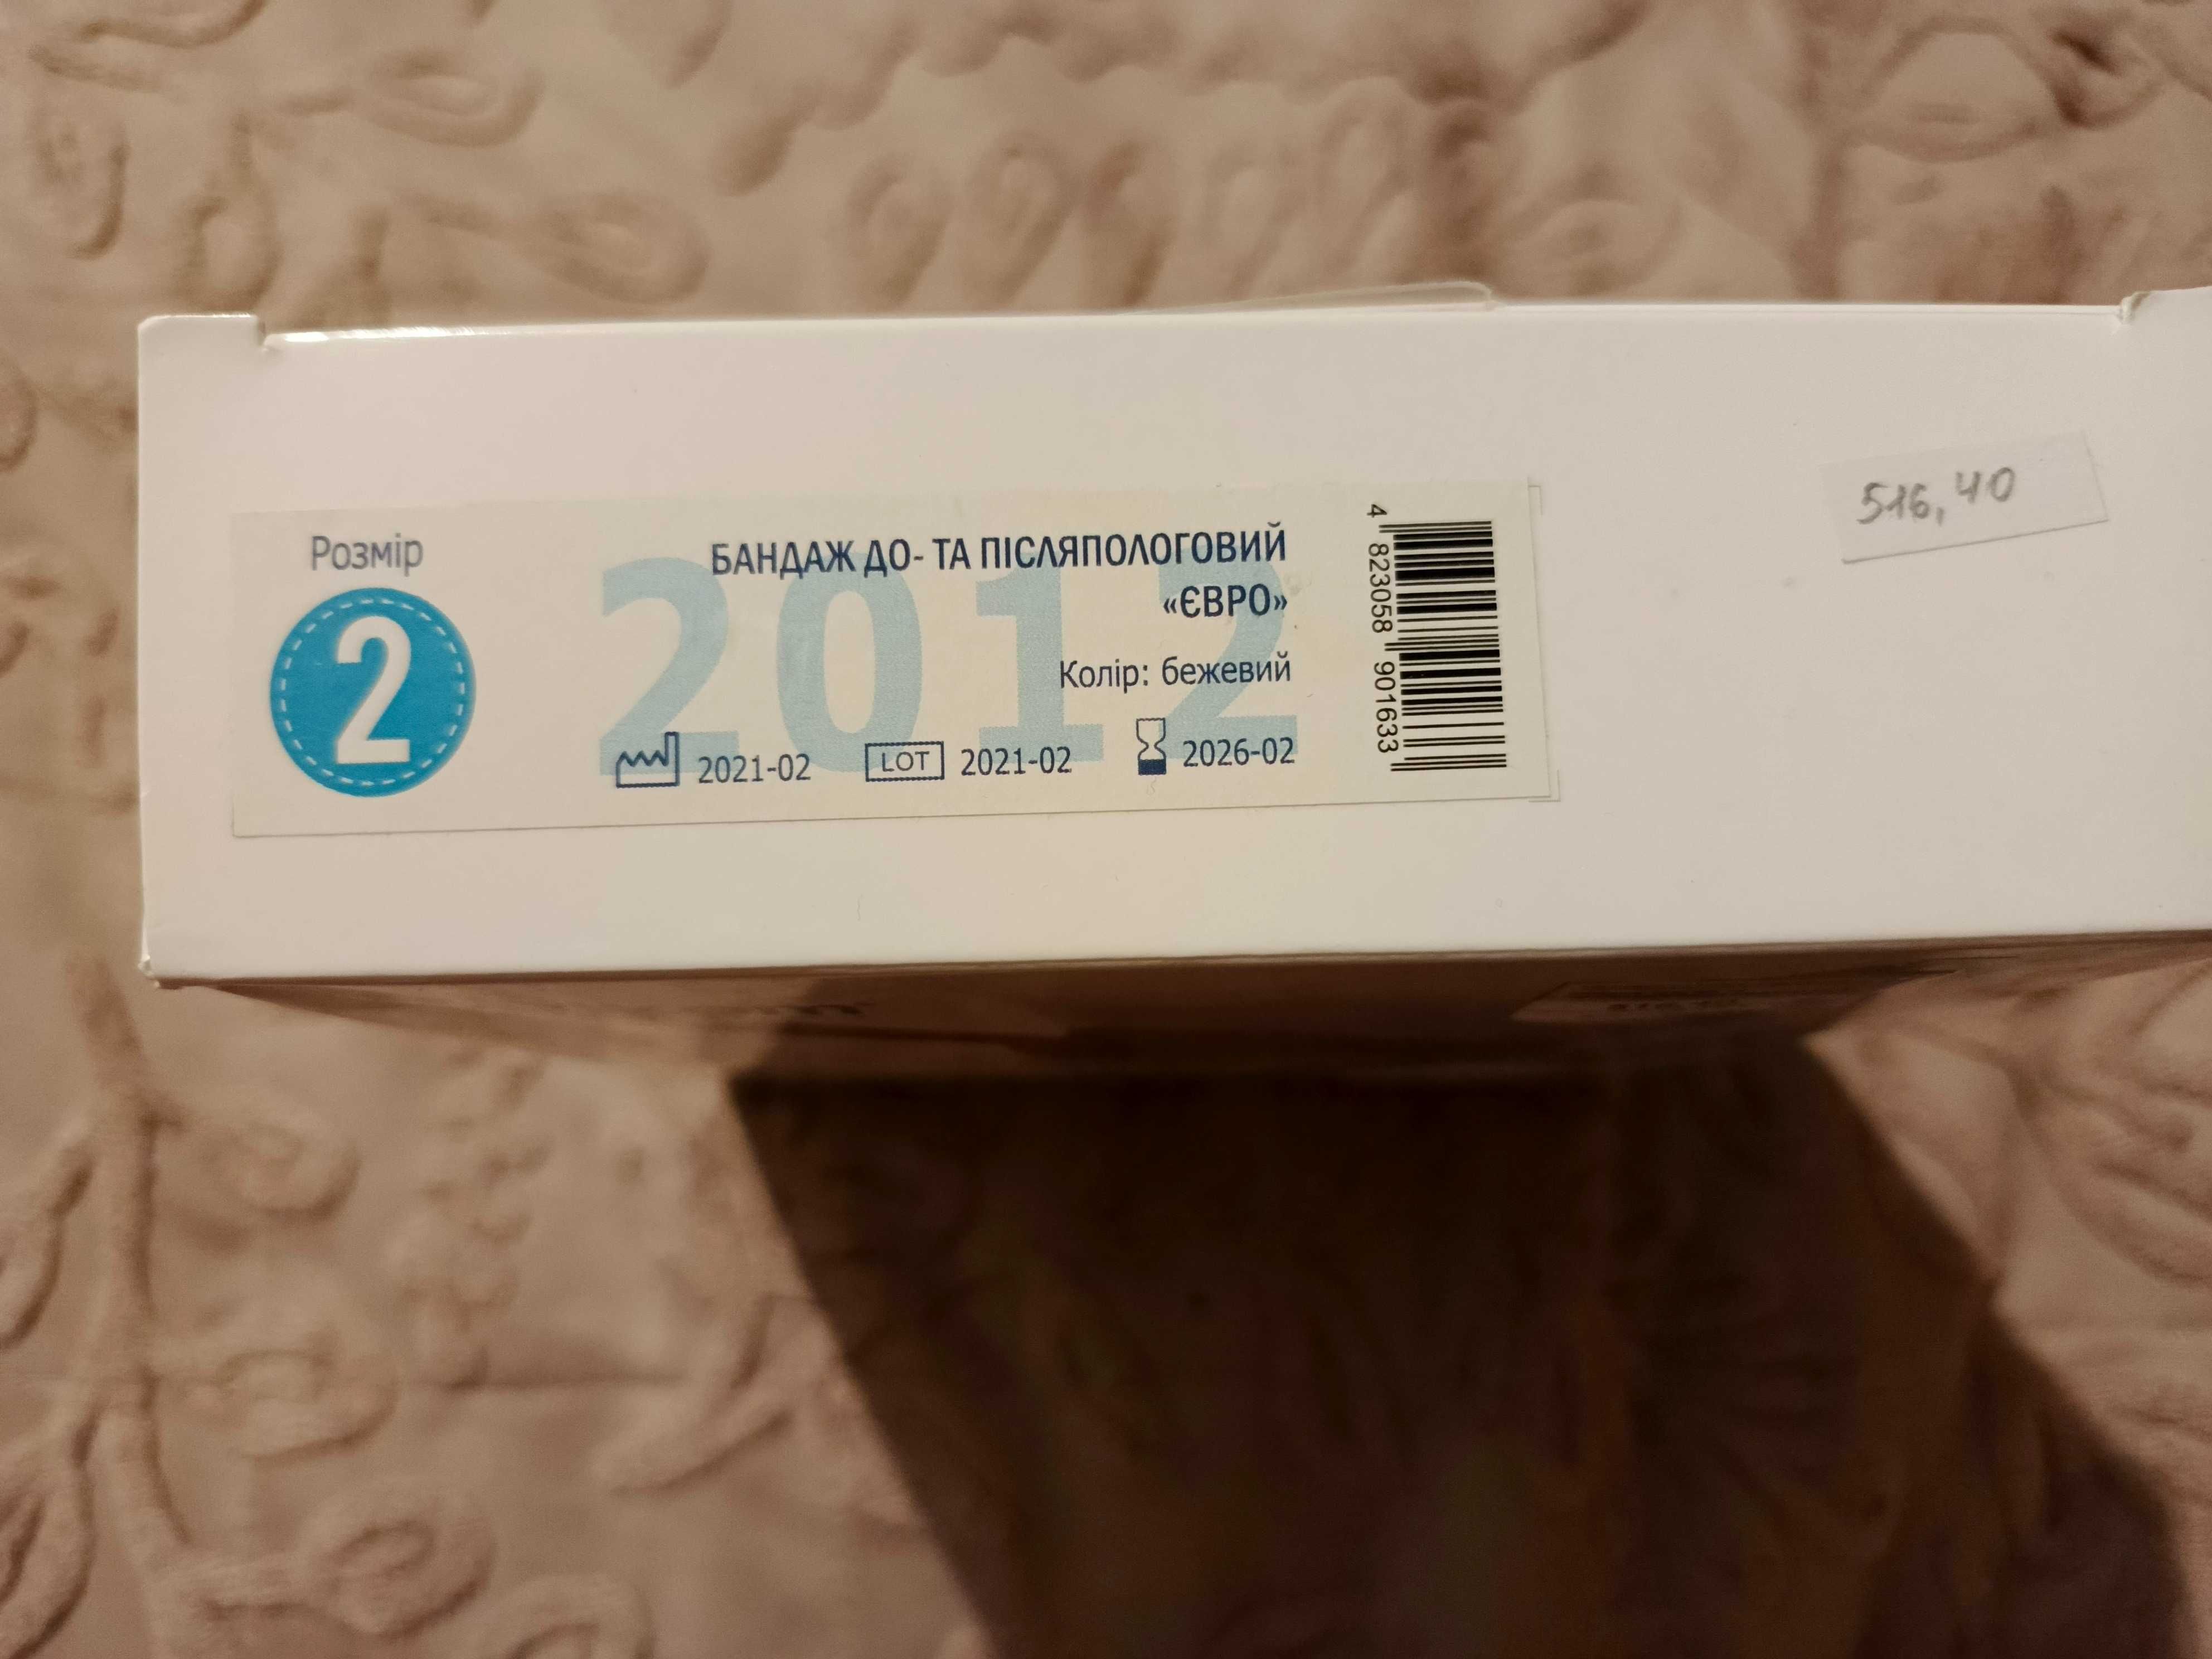 Розмір
2
2012
БАНДАЖ ДО- ТА ПІСЛЯПОЛОГОВИЙ
«ЄВРО»
Колір: бежевий
2021-02 LOT 2021-02 2026-02
4 823058 901633
516,40